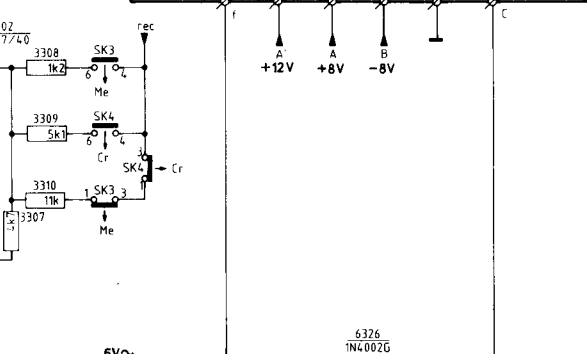 02
7/40
rec
f
C
3308
1k2
SK3
6
4
Me
A'
+12V
A
+8V
B
-8V
3309
5k1
SK4
6
4
Cr
3
SK4
Cr
1
3310
11k
1
SK3
3
Me
4k7
3307
6326
1N4002G